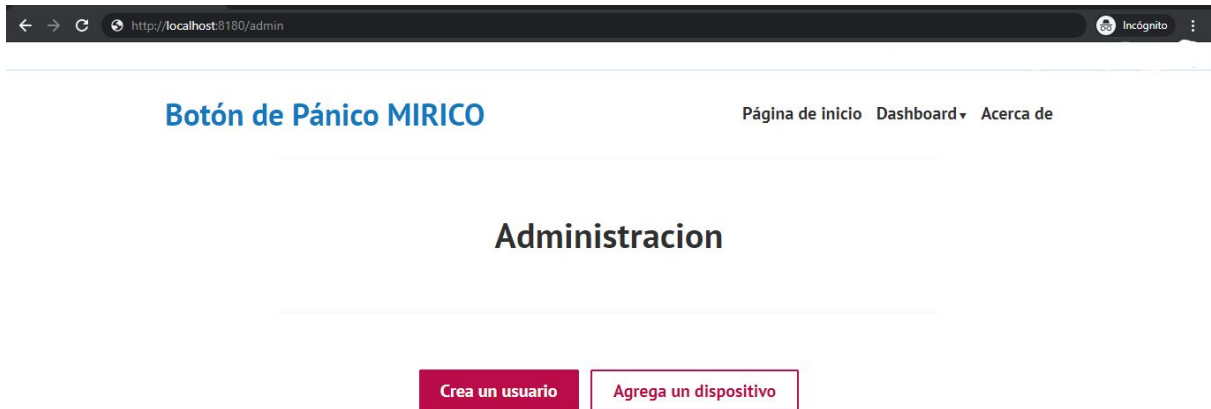 http://localhost:8180/admin
Incógnito
Botón de Pánico MIRICO
Página de inicio Dashboard▾ Acerca de
Administracion
Crea un usuario
Agrega un dispositivo